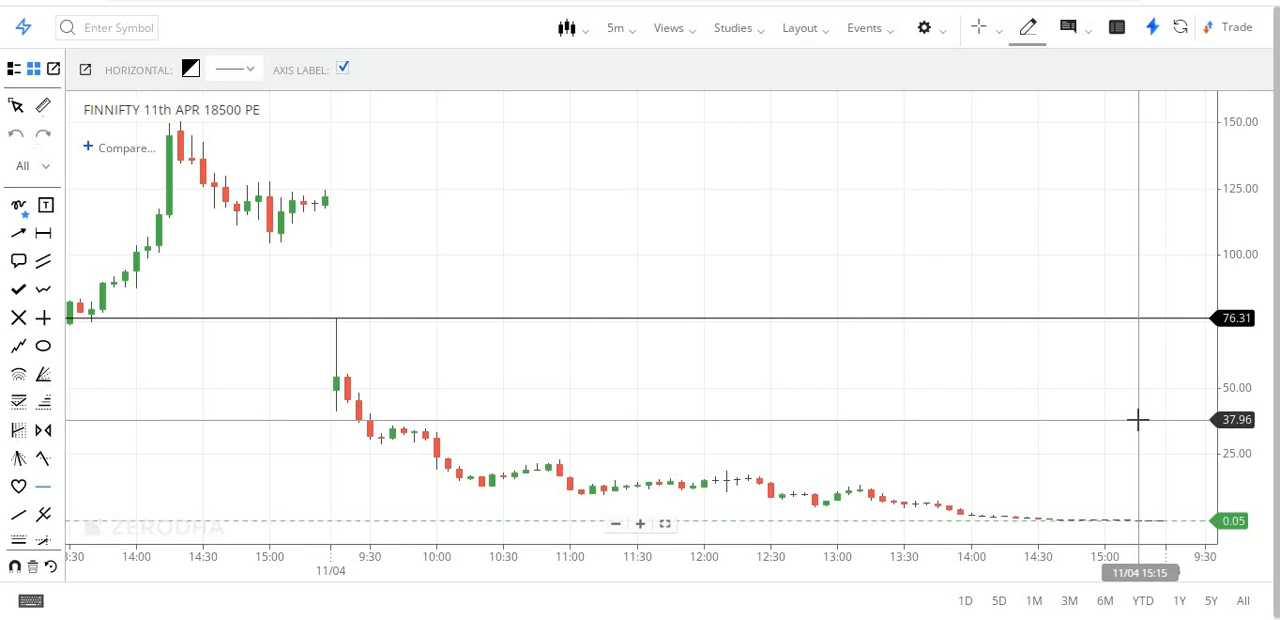 Enter Symbol
5m
Views
Studies
Layout
Events
Trade
HORIZONTAL:
AXIS LABEL:
FINNIFTY 11th APR 18500 PE
Compare...
All
T
150.00
125.00
100.00
76.31
50.00
37.96
25.00
0.05
ZERODHA
:30 14:00 14:30 15:00 9:30 10:00 10:30 11:00 11:30 12:00 12:30 13:00 13:30 14:00 14:30 15:00 9:30
11/04
11/04 15:15
1D 5D 1M 3M 6M YTD 1Y 5Y All